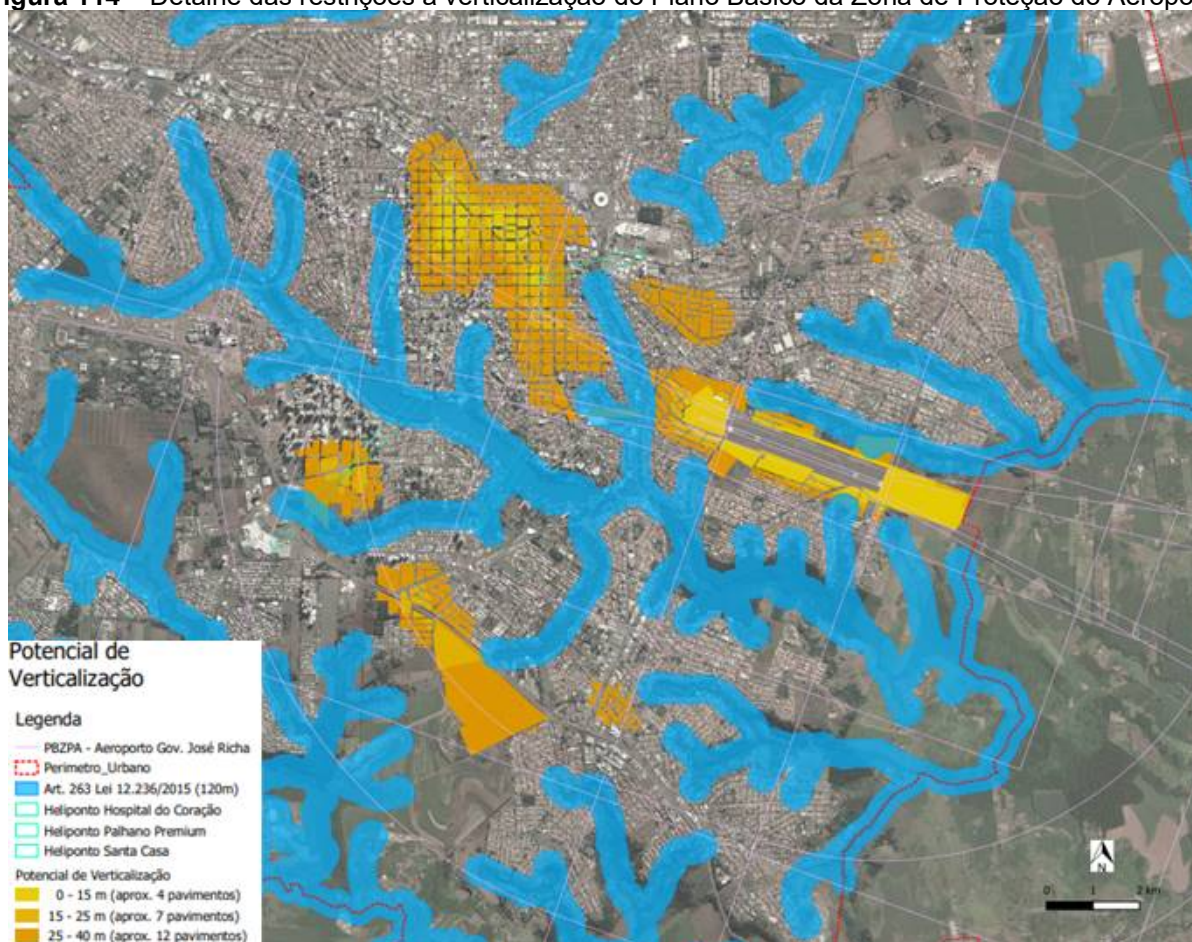 Figura 114 – Detalhe das restrições à verticalização do Plano Básico da Zona de Proteção do Aeropo
Potencial de
Verticalização
Legenda
PBZPA - Aeroporto Gov. José Richa
Perimetro_Urbano
Art. 263 Lei 12.236/2015 (120m)
Heliponto Hospital do Coração
Heliponto Palhano Premium
Heliponto Santa Casa
Potencial de Verticalização
0 - 15 m (aprox. 4 pavimentos)
15 - 25 m (aprox. 7 pavimentos)
25 - 40 m (aprox. 12 pavimentos)
N
0 1 2 km